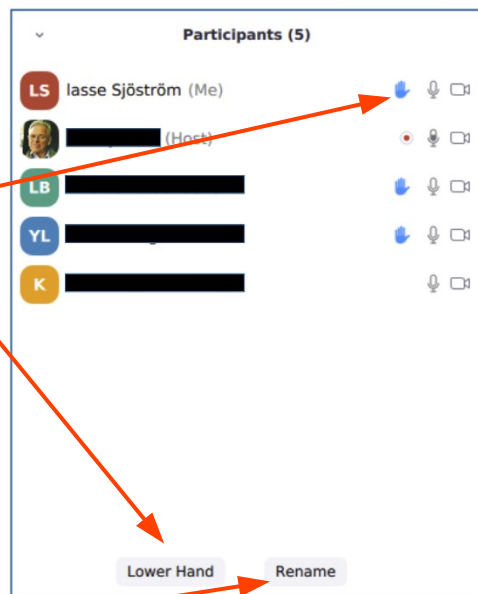 Participants (5)
LS lasse Sjöström (Me)
(Host)
LB
YL
K
Lower Hand Rename